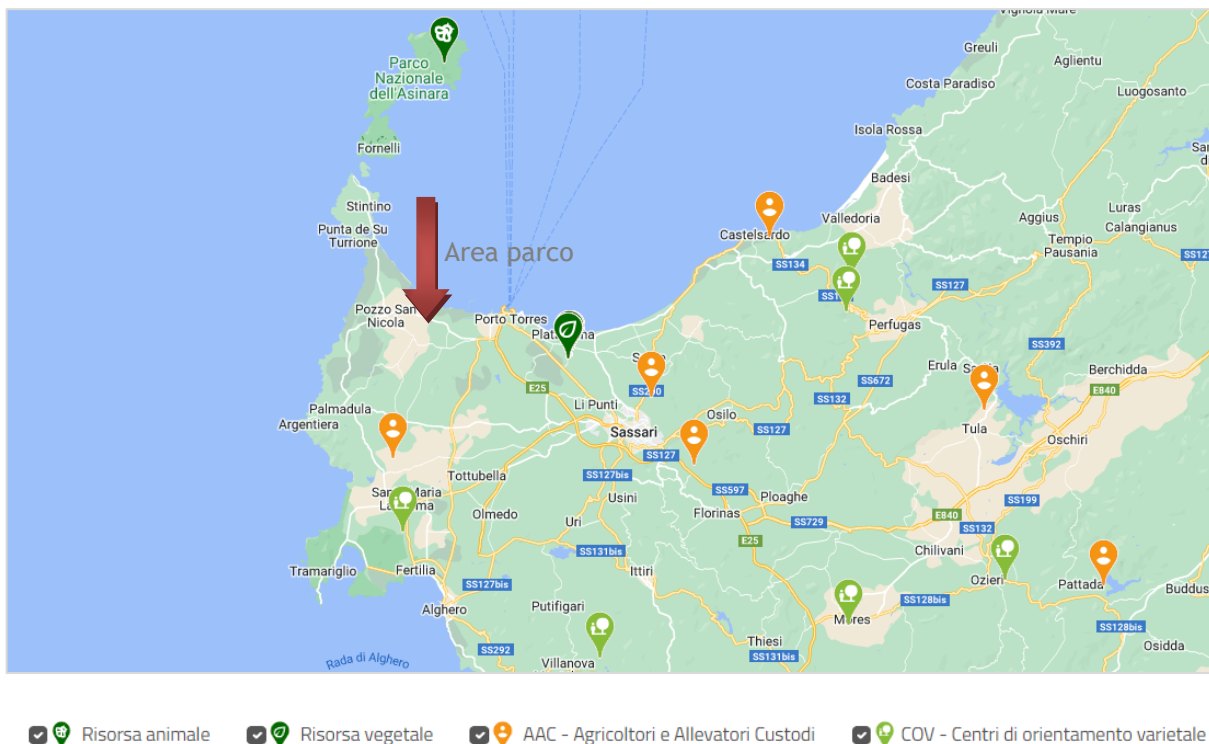 Vignola Mare
Greuli
Aglientu
Parco
Nazionale
dell'Asinara
Costa Paradiso
Luogosanto
Isola Rossa
Fornelli
Badesi
Stintino
Punta de Su
Turrione
Castelsardo
Valledoria
Aggius
Luras
Calangianus
Tempio
Pausania
Area parco
SS134
SS127
SS127
Pozzo San
Nicola
Porto Torres
Perfugas
SS392
Erula
Berchidda
E25
SS672
E840
Palmadula
Argentiera
Li Punti
Osilo
SS132
SS127
Sassari
Tula
Oschiri
SS127
Tottubella
SS127bis
Usini
SS597
Ploaghe
SS199
Olmedo
Uri
Florinas
SS729
E840
SS132
E25
Chilivani
SS131bis
Tramariglio
Fertilia
Ittiri
Ozieri
Pattada
SS127bis
Putifigari
SS128bis
Alghero
Mores
SS128bis
Thiesi
Osidda
SS292
SS131bis
Rada di Alghero
Villanova
Risorsa animale
Risorsa vegetale
AAC - Agricoltori e Allevatori Custodi
COV - Centri di orientamento varietale